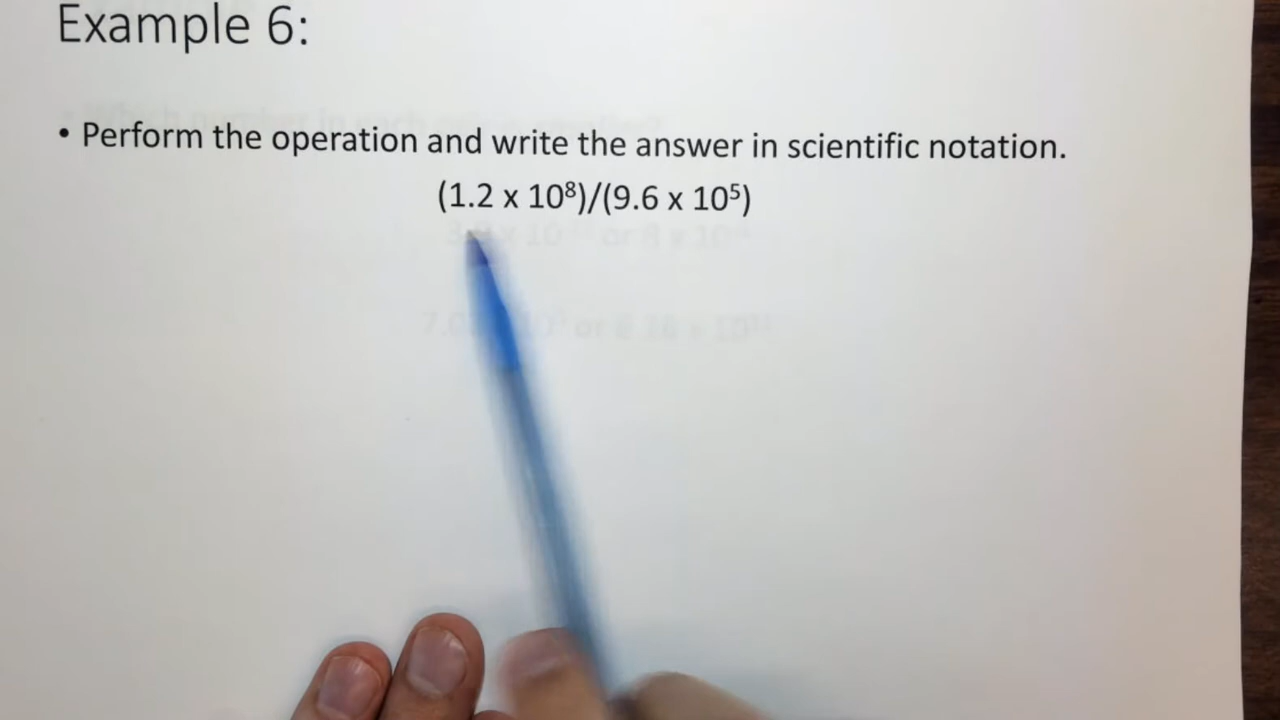 Example 6:
• Perform the operation and write the answer in scientific notation.
(1.2 x 10⁸)/(9.6 x 10⁵)